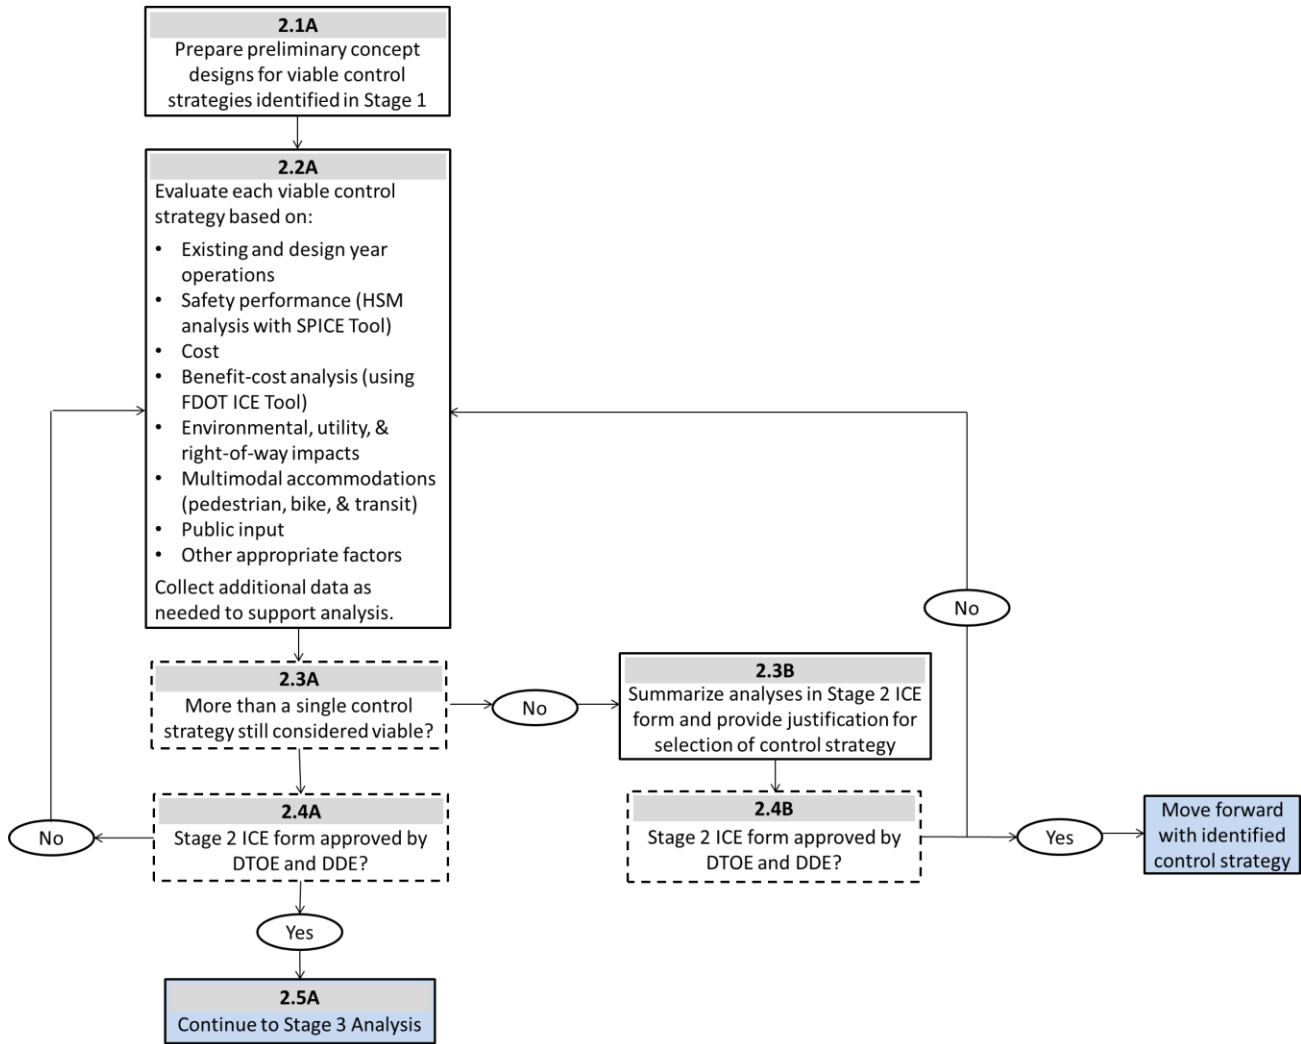 2.1A
Prepare preliminary concept
designs for viable control
strategies identified in Stage 1
2.2A
Evaluate each viable control
strategy based on:
• Existing and design year
operations
• Safety performance (HSM
analysis with SPICE Tool)
• Cost
• Benefit-cost analysis (using
FDOT ICE Tool)
• Environmental, utility, &
right-of-way impacts
• Multimodal accommodations
(pedestrian, bike, & transit)
• Public input
• Other appropriate factors
Collect additional data as
needed to support analysis.
No
2.3A
More than a single control
strategy still considered viable?
No
2.3B
Summarize analyses in Stage 2 ICE
form and provide justification for
selection of control strategy
2.4A
Stage 2 ICE form approved by
DTOE and DDE?
No
2.4B
Stage 2 ICE form approved by
DTOE and DDE?
Yes
Move forward
with identified
control strategy
Yes
2.5A
Continue to Stage 3 Analysis